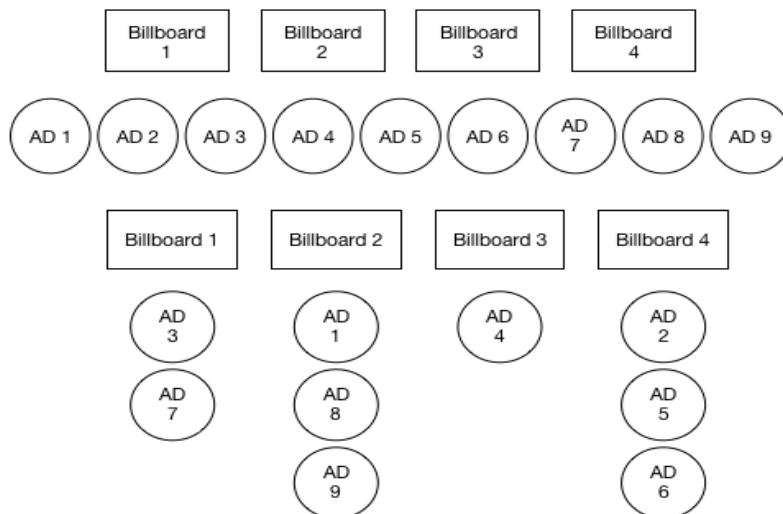 Billboard
1
Billboard
2
Billboard
3
Billboard
4
AD 1
AD 2
AD 3
AD 4
AD 5
AD 6
AD
7
AD 8
AD 9
Billboard 1
Billboard 2
Billboard 3
Billboard 4
AD
3
AD
1
AD
4
AD
2
AD
7
AD
8
AD
5
AD
9
AD
6